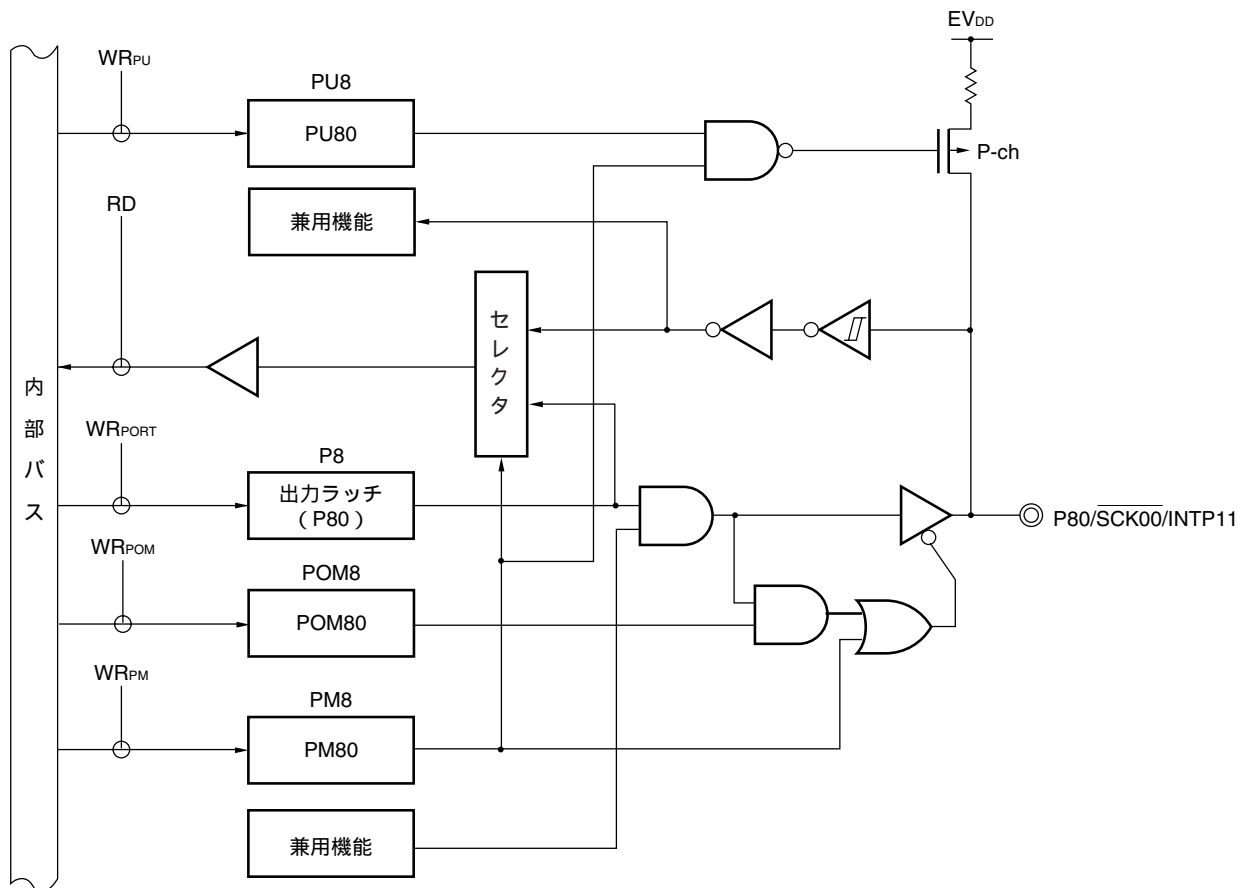 EVDD
WRPU
PU8
PU80
P-ch
RD
兼用機能
セレクタ
内部バス
WRPORT
P8
出力ラッチ
(P80)
P80/SCK00/INTP11
WRPOM
POM8
POM80
WRPM
PM8
PM80
兼用機能